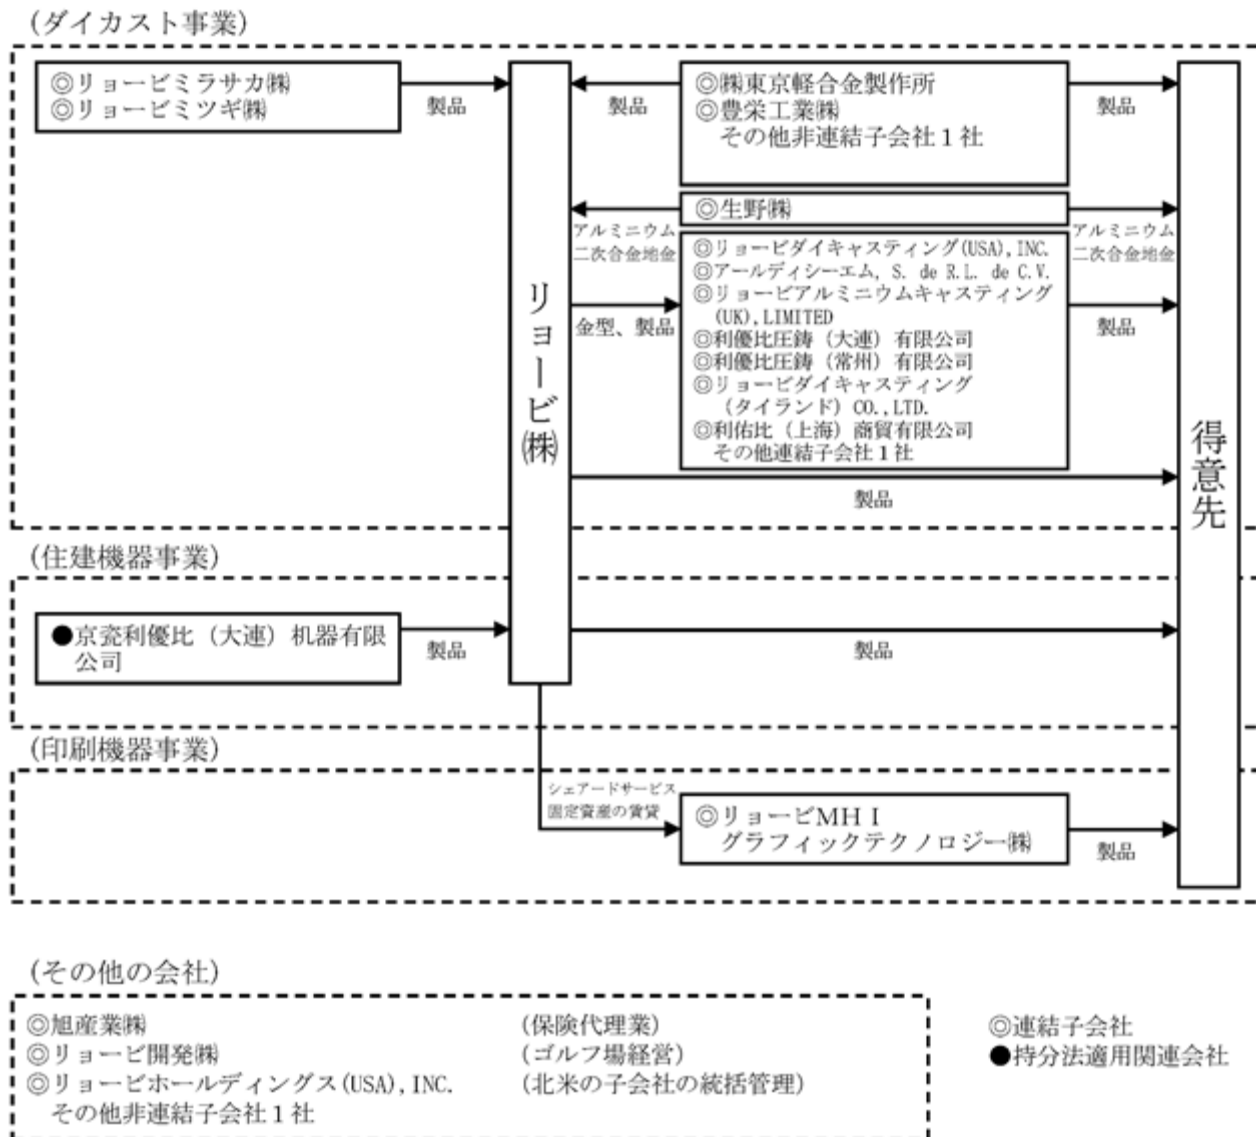 (ダイカスト事業)
◎リョービミラサカ㈱
◎リョービミツギ㈱
製品
リョービ㈱
製品
◎㈱東京軽合金製作所
◎豊栄工業㈱
その他非連結子会社1社
製品
得意先
◎生野㈱
アルミニウム
二次合金地金
アルミニウム
二次合金地金
◎リョービダイキャスティング(USA), INC.
◎アールディシーエム, S. de R.L. de C.V.
◎リョービアルミニウムキャスティング
(UK), LIMITED
◎利優比圧鋳(大連)有限公司
◎利優比圧鋳(常州)有限公司
◎リョービダイキャスティング
(タイランド) CO., LTD.
◎利佑比(上海)商貿有限公司
その他連結子会社1社
金型、製品
製品
製品
(住建機器事業)
●京瓷利優比(大連)机器有限
公司
製品
製品
(印刷機器事業)
シェアードサービス
固定資産の賃貸
◎リョービMHI
グラフィックテクノロジー㈱
製品
(その他の会社)
◎旭産業㈱ (保険代理業)
◎リョービ開発㈱ (ゴルフ場経営)
◎リョービホールディングス(USA), INC. (北米の子会社の統括管理)
その他非連結子会社1社
◎連結子会社
●持分法適用関連会社